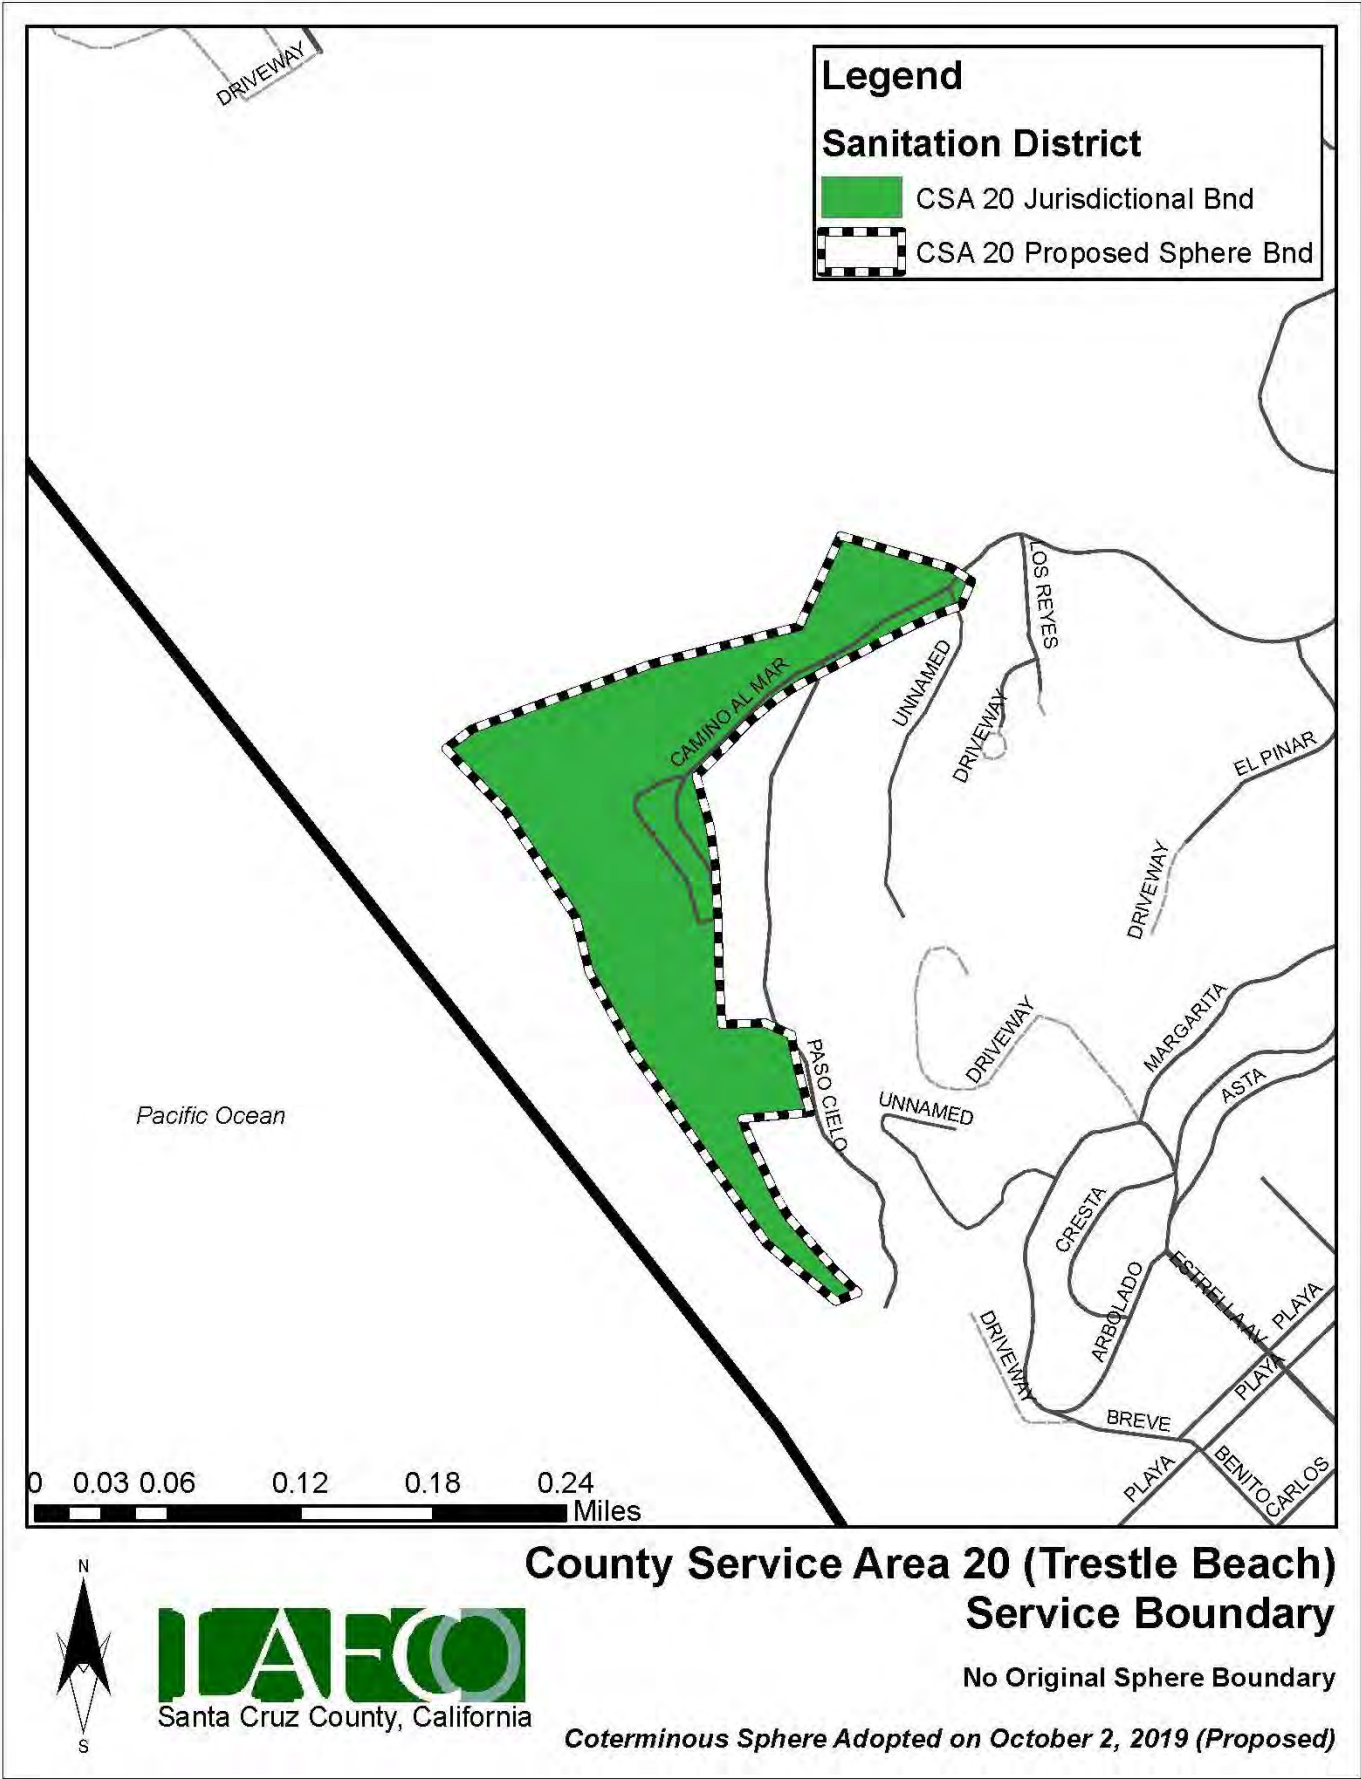 DRIVEWAY
Legend
Sanitation District
CSA 20 Jurisdictional Bnd
CSA 20 Proposed Sphere Bnd
LOS REYES
UNNAMED
CAMINO AL MAR
DRIVEWAY
EL PINAR
DRIVEWAY
MARGARITA
DRIVEWAY
PASO CIELO
ASTA
UNNAMED
Pacific Ocean
CRESTA
ARBOLADO
ESTRELLA AV
PLAYA
DRIVEWAY
PLAYA
BREVE
PLAYA
BENITO
CARLOS
0 0.03 0.06 0.12 0.18 0.24
Miles
County Service Area 20 (Trestle Beach)
Service Boundary
No Original Sphere Boundary
Coterminous Sphere Adopted on October 2, 2019 (Proposed)
N
S
LAFCO
Santa Cruz County, California